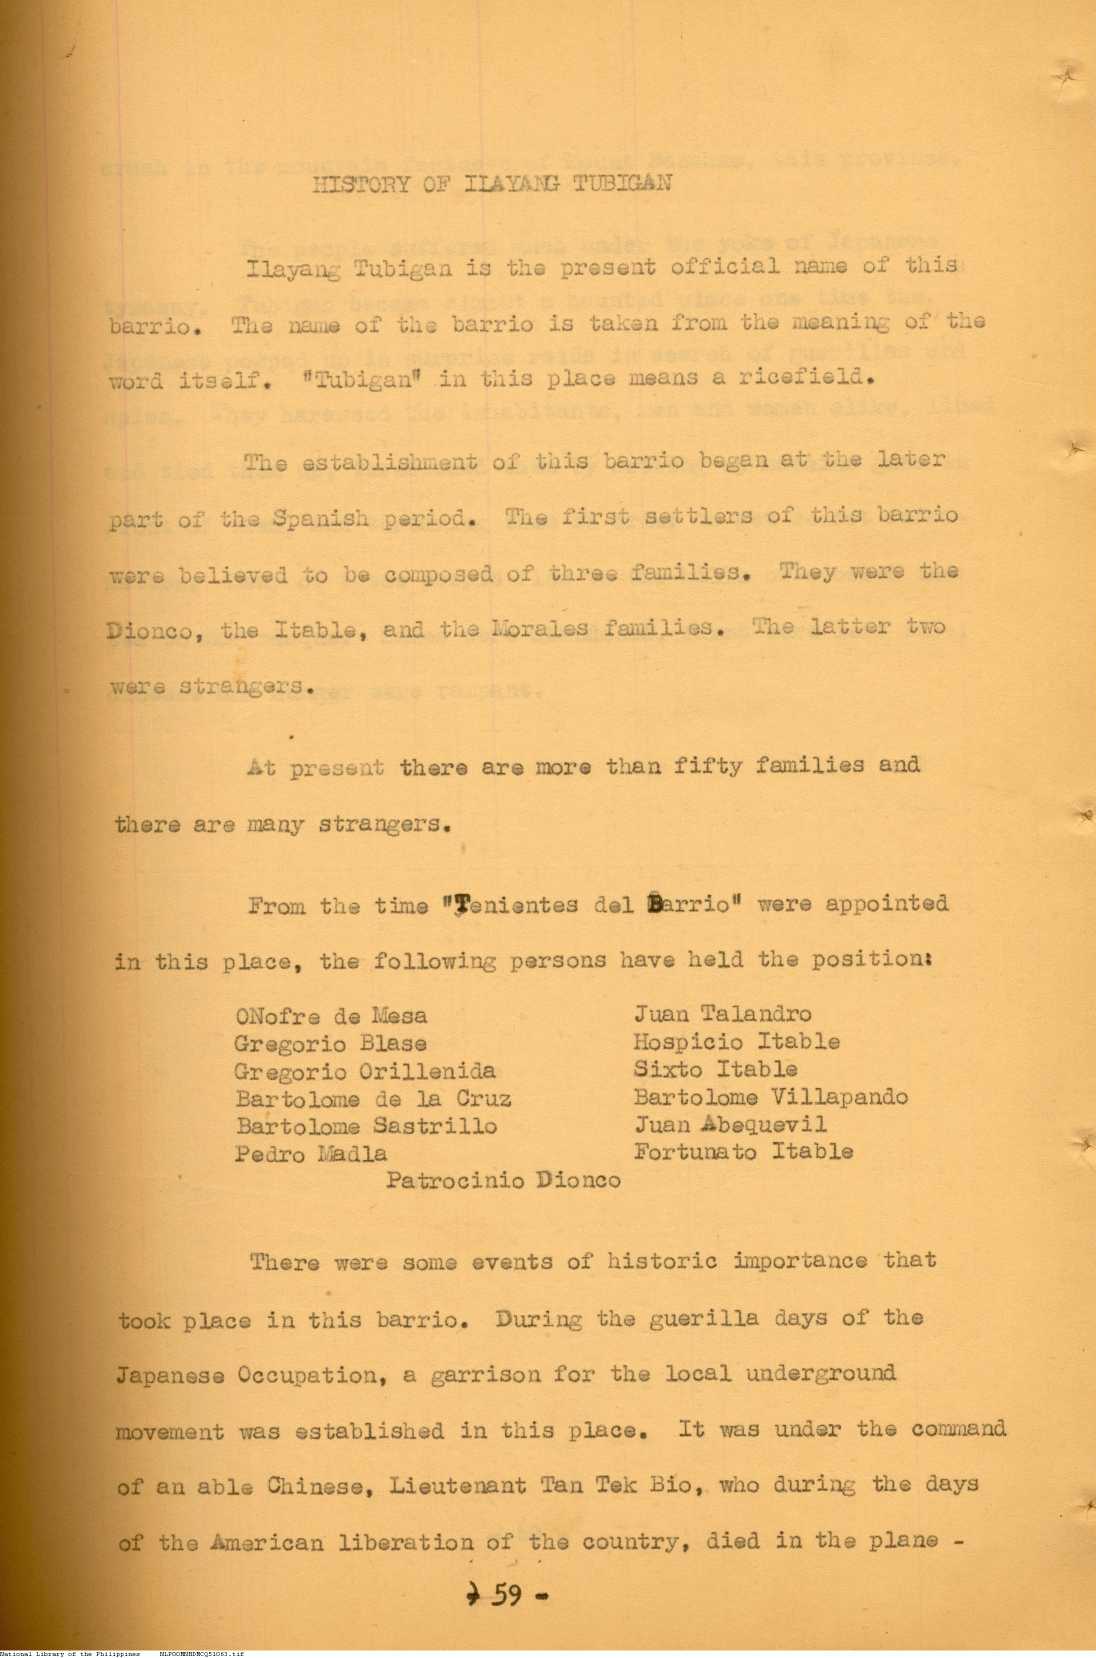 HISTORY OF ILAYANG TUBIGAN
Ilayang Tubigan is the present official name of this
barrio. The name of the barrio is taken from the meaning of the
word itself. "Tubigan" in this place means a ricefield.
The establishment of this barrio began at the later
part of the Spanish period. The first settlers of this barrio
were believed to be composed of three families. They were the
Dionco, the Itable, and the Morales families. The latter two
were strangers.
At present there are more than fifty families and
there are many strangers.
From the time "Tenientes del Barrio" were appointed
in this place, the following persons have held the position:
ONofre de Mesa Juan Talandro
Gregorio Blase Hospicio Itable
Gregorio Orillenida Sixto Itable
Bartolome de la Cruz Bartolome Villapando
Bartolome Sastrillo Juan Abequevil
Pedro Madla Fortunato Itable
Patrocinio Dionco
There were some events of historic importance that
took place in this barrio. During the guerilla days of the
Japanese Occupation, a garrison for the local underground
movement was established in this place. It was under the command
of an able Chinese, Lieutenant Tan Tek Bio, who during the days
of the American liberation of the country, died in the plane -
- 59 -
National Library of the Philippines NLPOOMNHDMCQ51063.tif